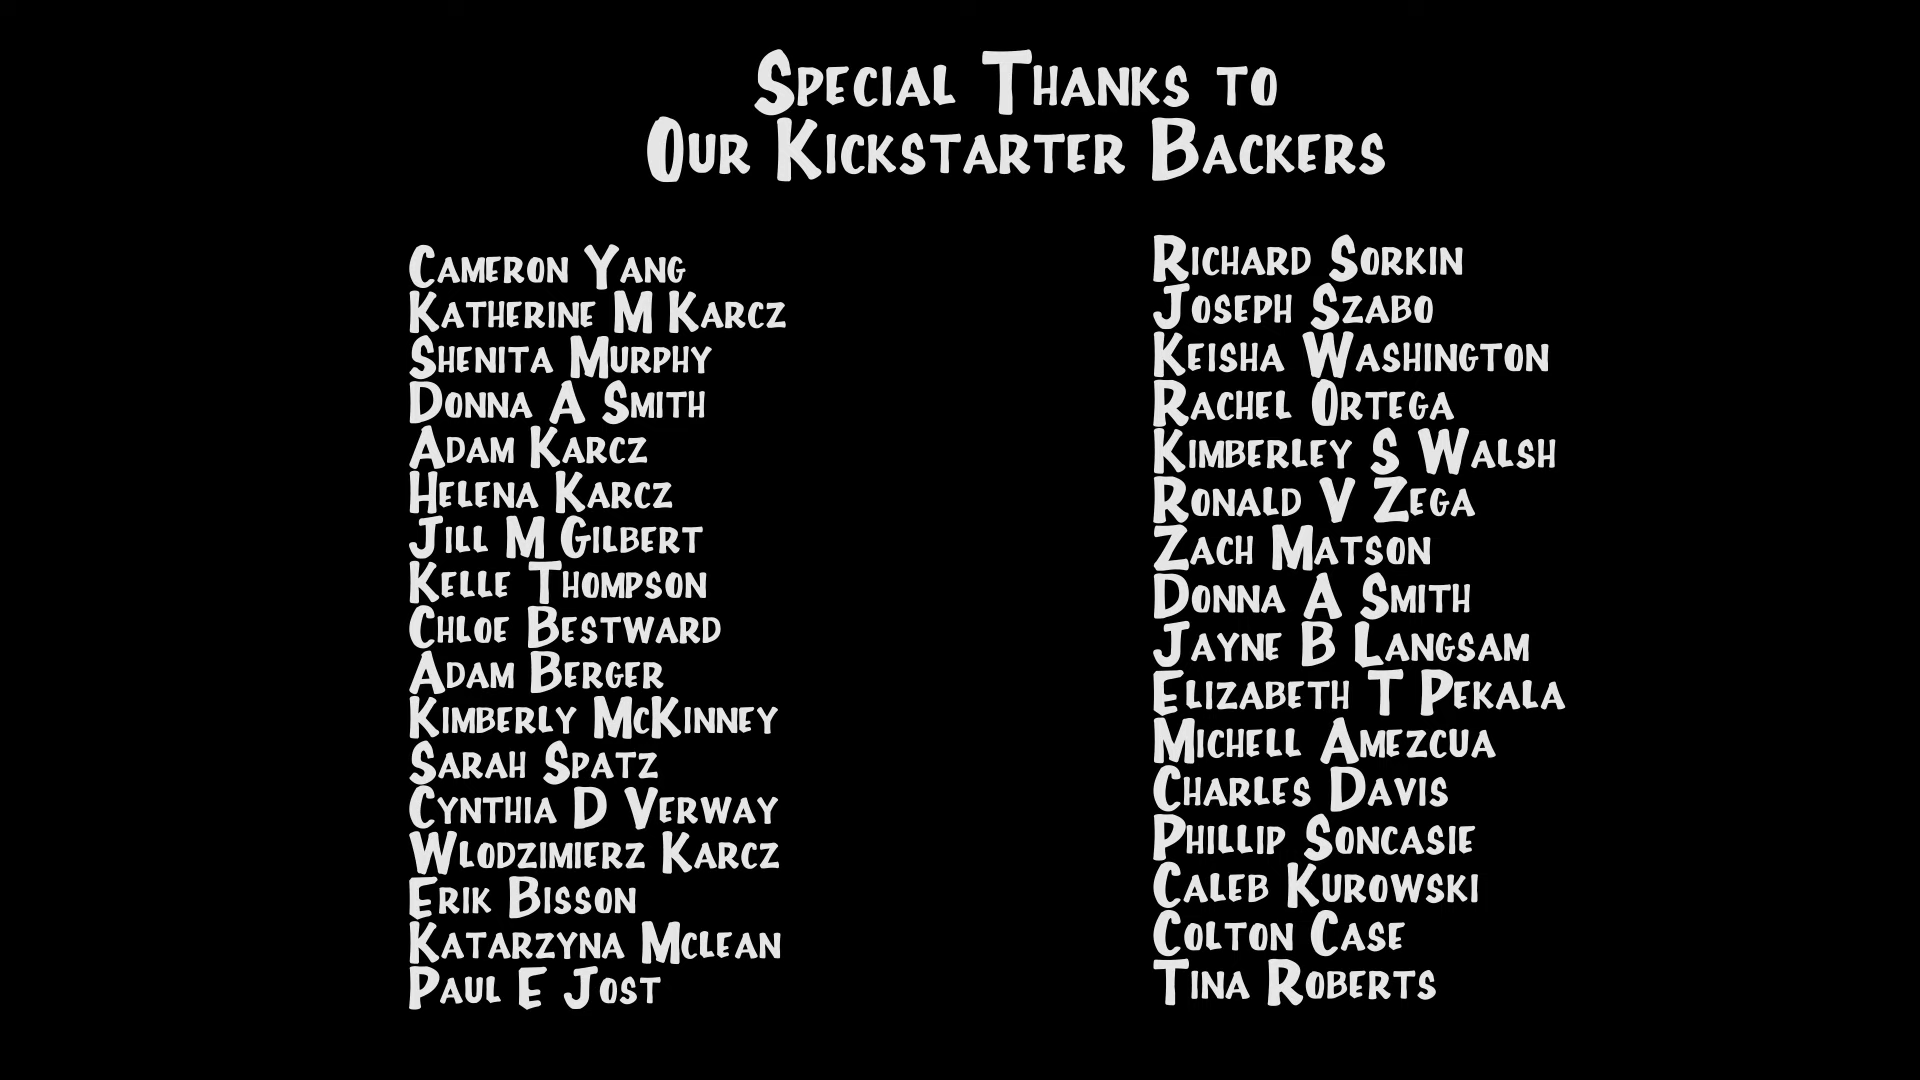 Special Thanks to
Our Kickstarter Backers
Cameron Yang
Katherine M Karcz
Shenita Murphy
Donna A Smith
Adam Karcz
Helena Karcz
Jill M Gilbert
Kelle Thompson
Chloe Bestward
Adam Berger
Kimberly McKinney
Sarah Spatz
Cynthia D Verway
Wlodzimierz Karcz
Erik Bisson
Katarzyna Mclean
Paul E Jost
Richard Sorkin
Joseph Szabo
Keisha Washington
Rachel Ortega
Kimberley S Walsh
Ronald V Zega
Zach Matson
Donna A Smith
Jayne B Langsam
Elizabeth T Pekala
Michell Amezcua
Charles Davis
Phillip Soncasie
Caleb Kurowski
Colton Case
Tina Roberts